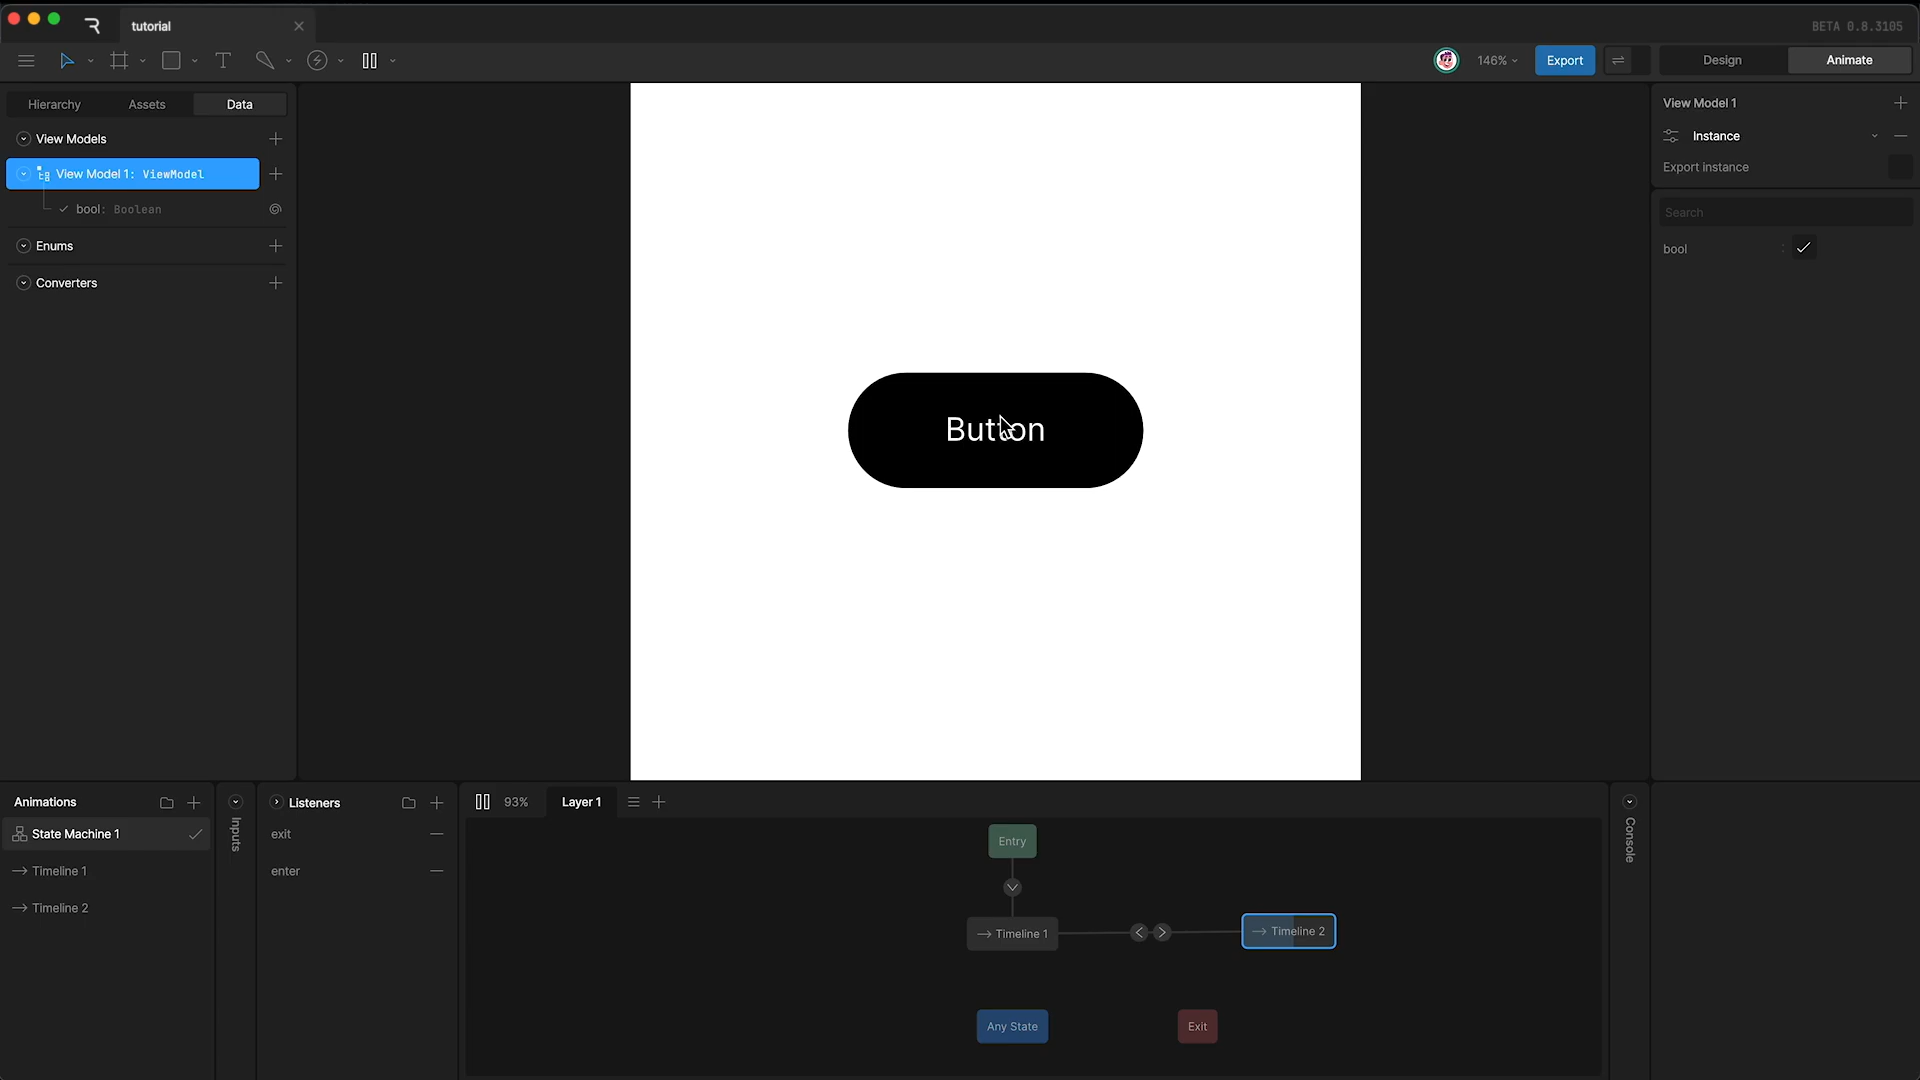 tutorial
BETA 0.8.3105
146%
Export
Design
Animate
Hierarchy
Assets
Data
View Models
View Model 1: ViewModel
bool: Boolean
Enums
Converters
Button
View Model 1
Instance
Export instance
Search
bool :
Animations
State Machine 1
Timeline 1
Timeline 2
Inputs
Listeners
exit
enter
93%
Layer 1
Entry
Timeline 1
Timeline 2
Any State
Exit
Console